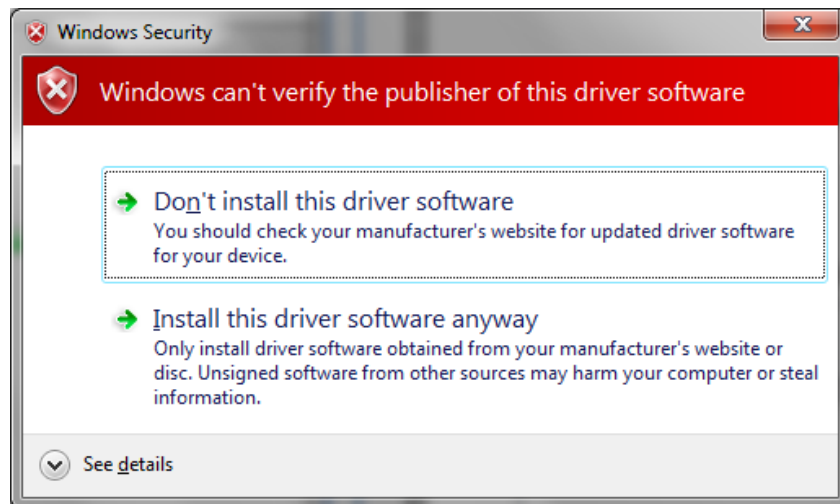 Windows Security
Windows can't verify the publisher of this driver software
Don't install this driver software
You should check your manufacturer's website for updated driver software
for your device.
Install this driver software anyway
Only install driver software obtained from your manufacturer's website or
disc. Unsigned software from other sources may harm your computer or steal
information.
See details